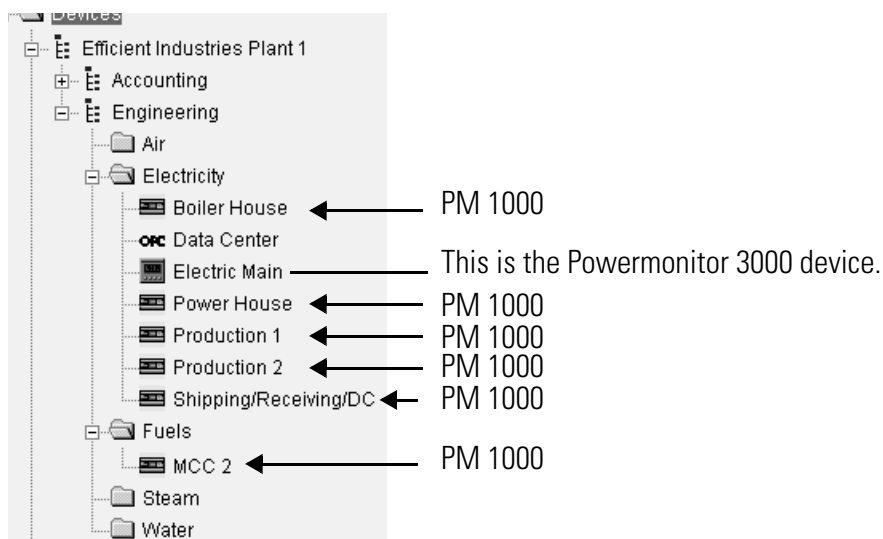 Devices
Efficient Industries Plant 1
Accounting
Engineering
Air
Electricity
Boiler House PM 1000
OPC Data Center
Electric Main This is the Powermonitor 3000 device.
Power House PM 1000
Production 1 PM 1000
Production 2 PM 1000
Shipping/Receiving/DC PM 1000
Fuels
MCC 2 PM 1000
Steam
Water